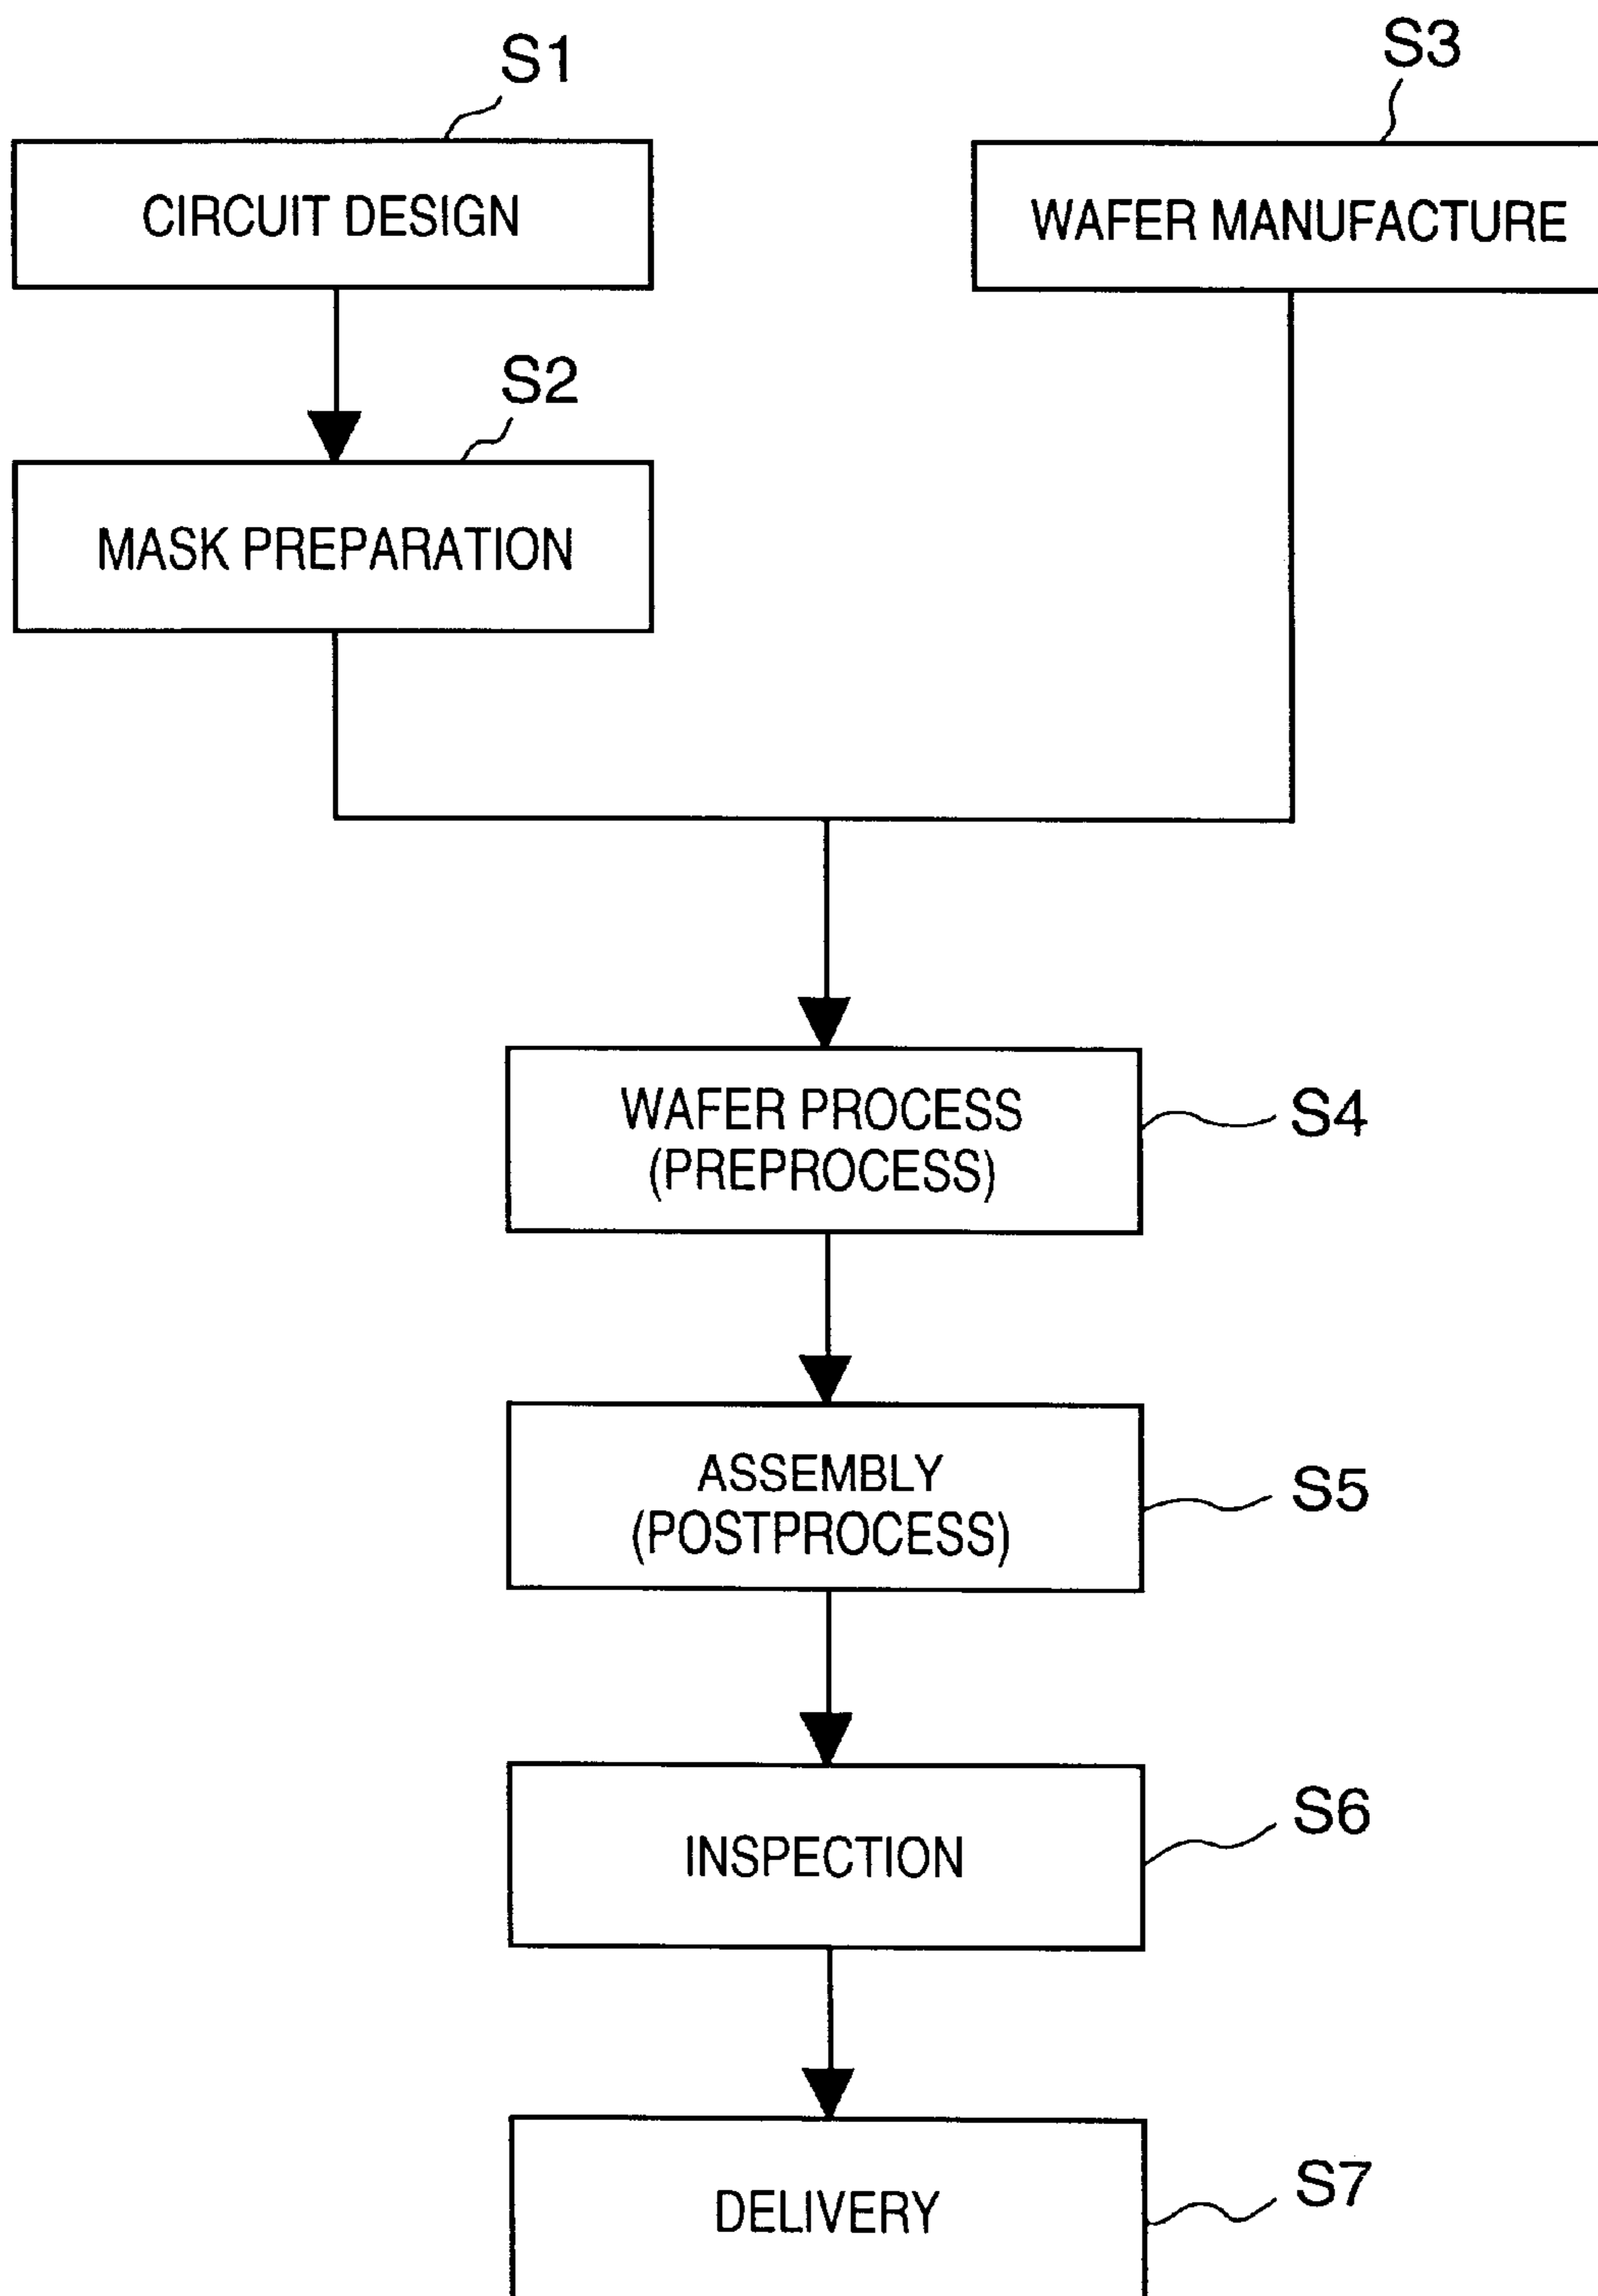 S1
CIRCUIT DESIGN
S3
WAFER MANUFACTURE
S2
MASK PREPARATION
WAFER PROCESS
(PREPROCESS)
S4
ASSEMBLY
(POSTPROCESS)
S5
INSPECTION
S6
DELIVERY
S7